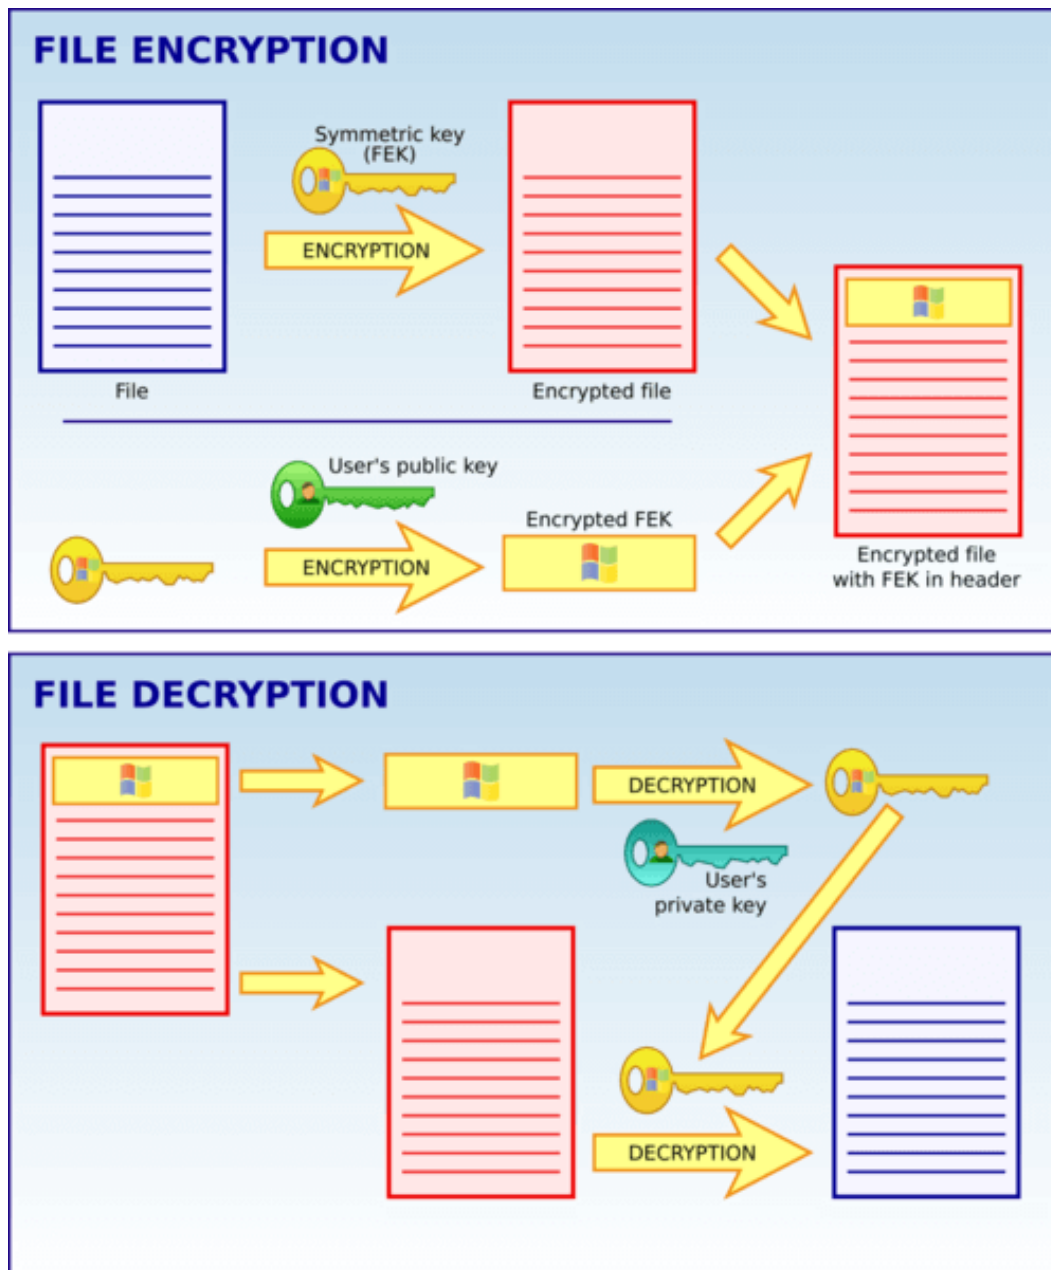 FILE ENCRYPTION
Symmetric key
(FEK)
ENCRYPTION
File
Encrypted file
User's public key
Encrypted FEK
ENCRYPTION
Encrypted file
with FEK in header
FILE DECRYPTION
DECRYPTION
User's
private key
DECRYPTION